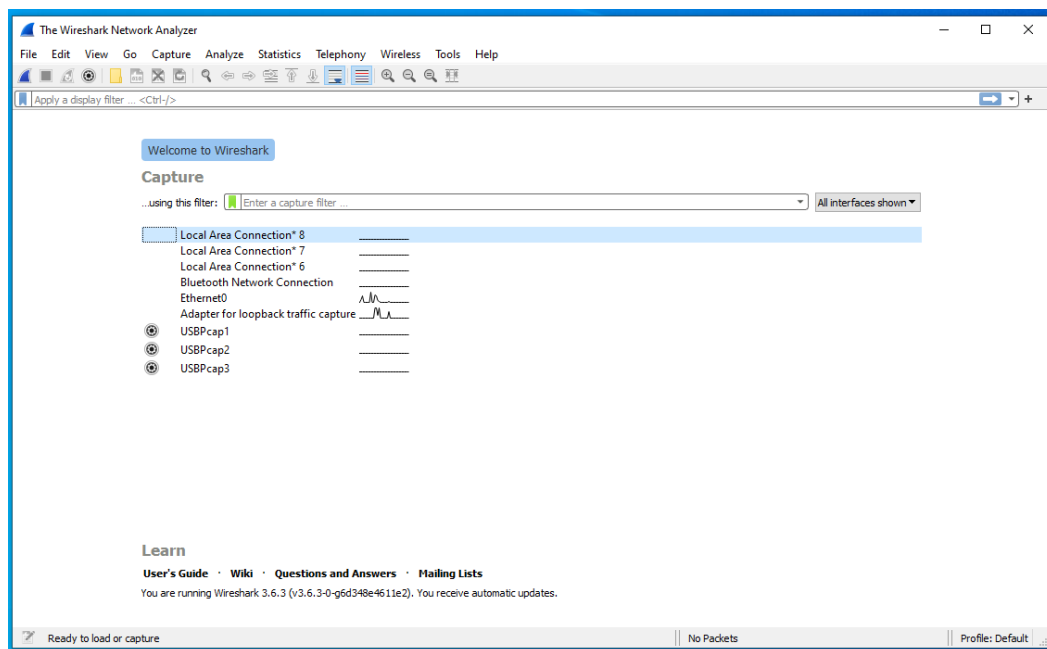 The Wireshark Network Analyzer
File Edit View Go Capture Analyze Statistics Telephony Wireless Tools Help
Apply a display filter ... <Ctrl-/>
+
Welcome to Wireshark
Capture
...using this filter: Enter a capture filter ... All interfaces shown
Local Area Connection* 8
Local Area Connection* 7
Local Area Connection* 6
Bluetooth Network Connection
Ethernet0
Adapter for loopback traffic capture
USBPcap1
USBPcap2
USBPcap3
Learn
User's Guide · Wiki · Questions and Answers · Mailing Lists
You are running Wireshark 3.6.3 (v3.6.3-0-g6d348e4611e2). You receive automatic updates.
Ready to load or capture No Packets Profile: Default